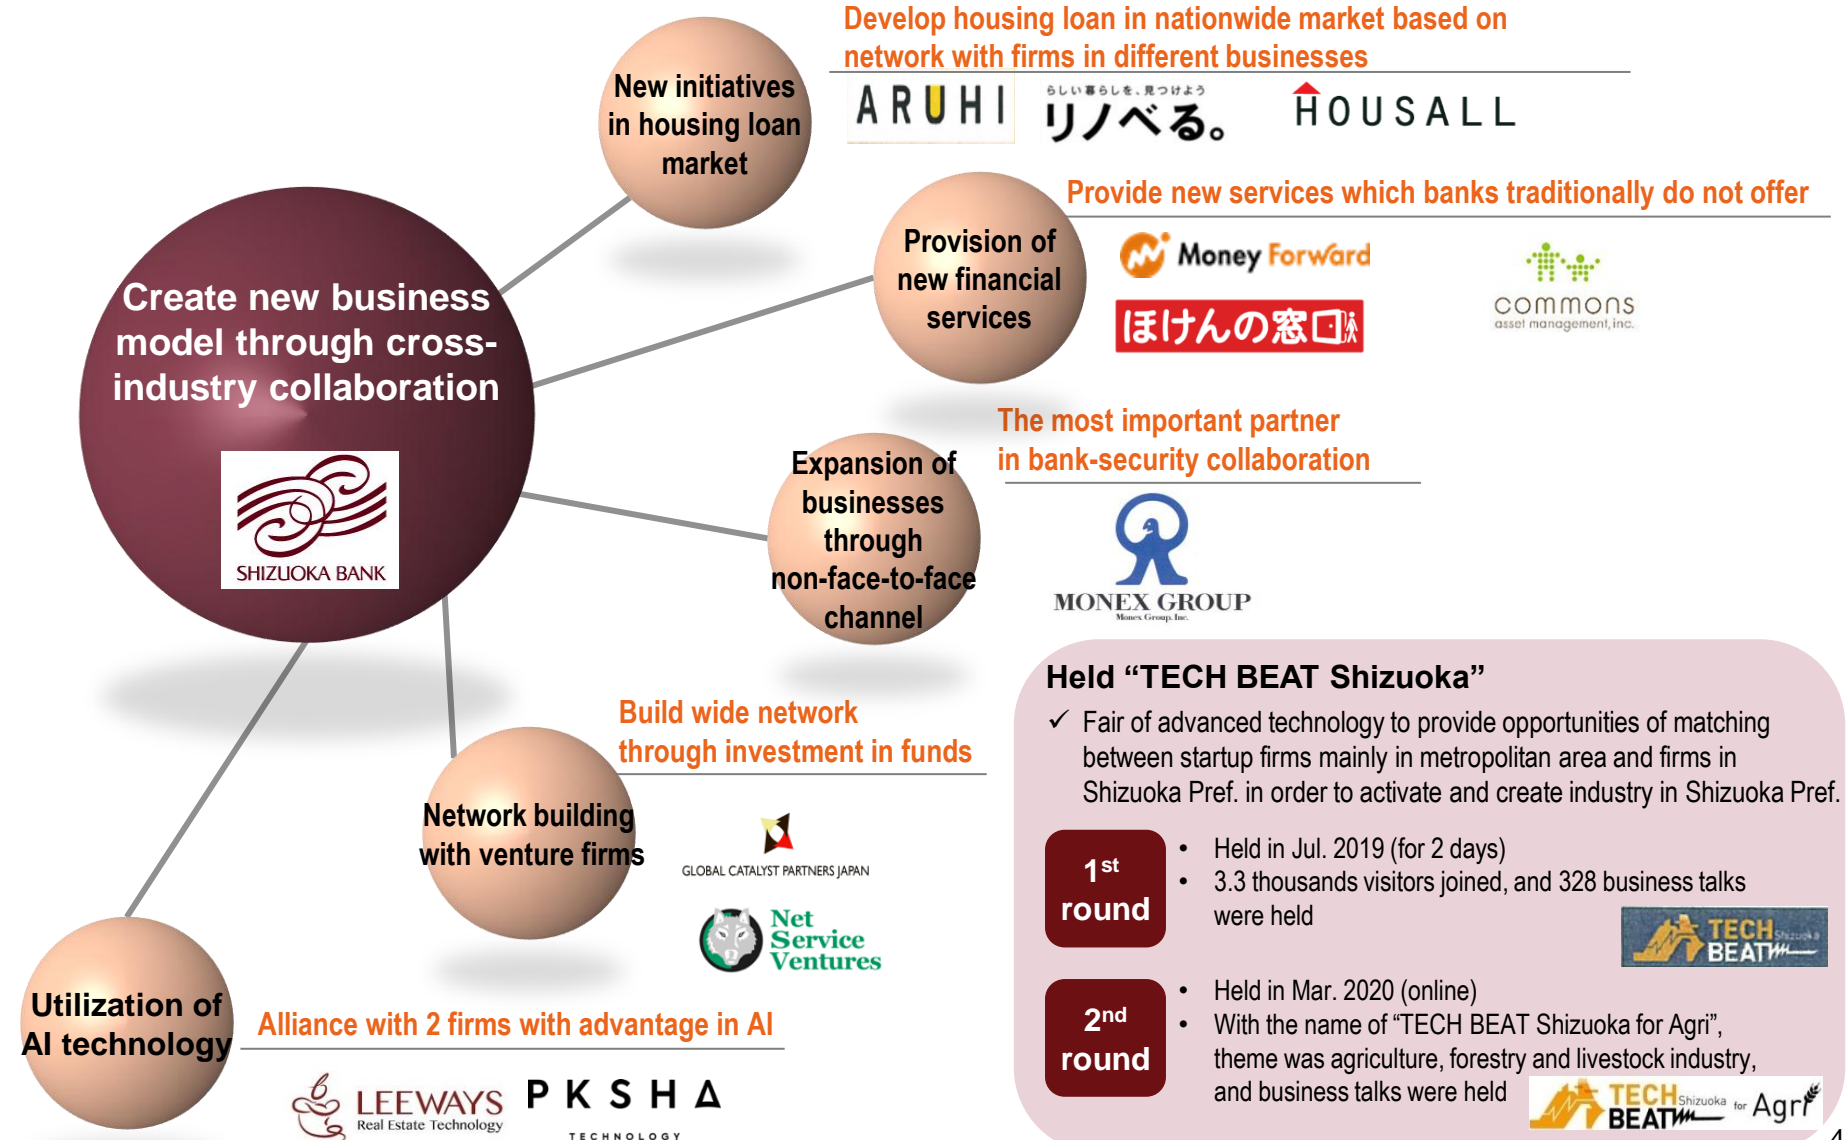 Develop housing loan in nationwide market based on
network with firms in different businesses
New initiatives
in housing loan
market
ARUHI
らしい暮らしを、見つけよう
リノベる。
HOUSALL
Provide new services which banks traditionally do not offer
Provision of
new financial
services
Money Forward
ほけんの窓口
commons
asset management, inc.
Create new business
model through cross-
industry collaboration
SHIZUOKA BANK
The most important partner
in bank-security collaboration
Expansion of
businesses
through
non-face-to-face
channel
MONEX GROUP
Monex Group, Inc.
Build wide network
through investment in funds
Network building
with venture firms
GLOBAL CATALYST PARTNERS JAPAN
Net
Service
Ventures
Utilization of
AI technology
Alliance with 2 firms with advantage in AI
LEEWAYS
Real Estate Technology
PKSHA
TECHNOLOGY
Held “TECH BEAT Shizuoka”
✓ Fair of advanced technology to provide opportunities of matching
between startup firms mainly in metropolitan area and firms in
Shizuoka Pref. in order to activate and create industry in Shizuoka Pref.
1st
round
• Held in Jul. 2019 (for 2 days)
• 3.3 thousands visitors joined, and 328 business talks
were held
TECH Shizuoka
BEAT
2nd
round
• Held in Mar. 2020 (online)
• With the name of “TECH BEAT Shizuoka for Agri”,
theme was agriculture, forestry and livestock industry,
and business talks were held
TECH Shizuoka for Agri
BEAT